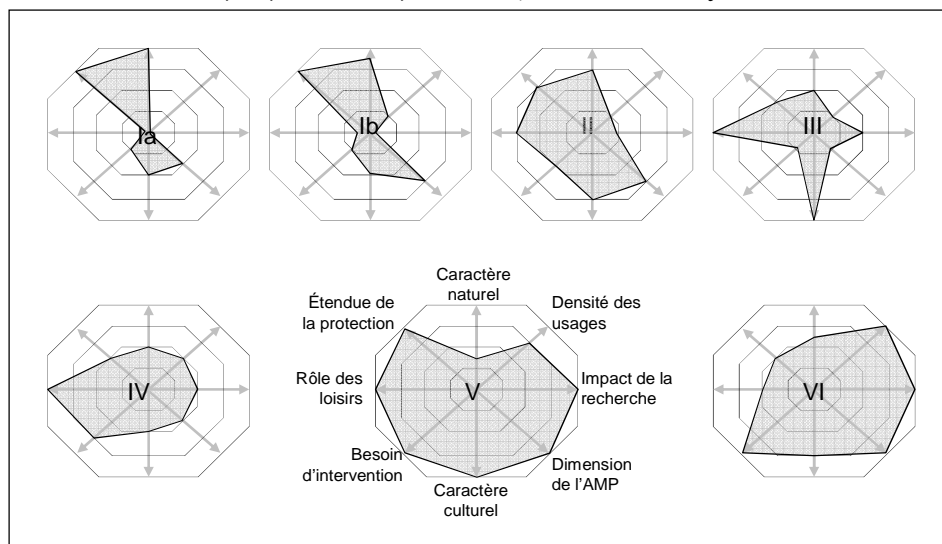 Ia
Ib
II
III
Caractère
naturel
Étendue de
la protection
Densité des
usages
IV
Rôle des
loisirs
V
Impact de la
recherche
VI
Besoin
d'intervention
Dimension
de l'AMP
Caractère
culturel